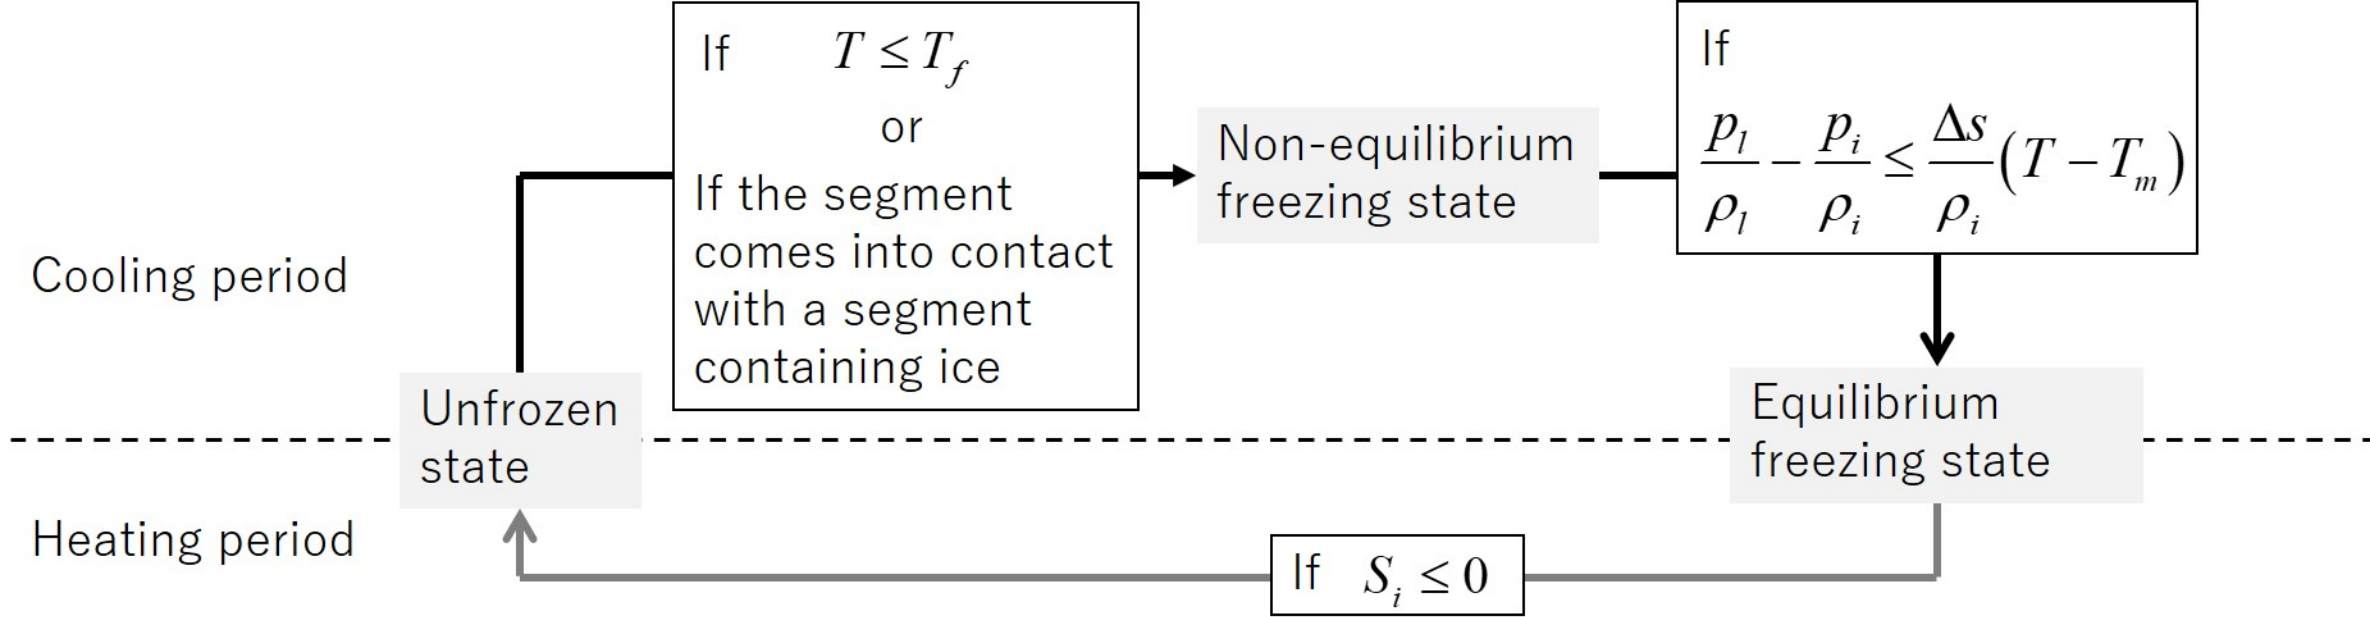 If T ≤ T_f
or
If the segment
comes into contact
with a segment
containing ice
Non-equilibrium
freezing state
If
p_l/ρ_l − p_i/ρ_i ≤ Δs/ρ_i (T − T_m)
Cooling period
Unfrozen
state
Equilibrium
freezing state
Heating period
If S_i ≤ 0